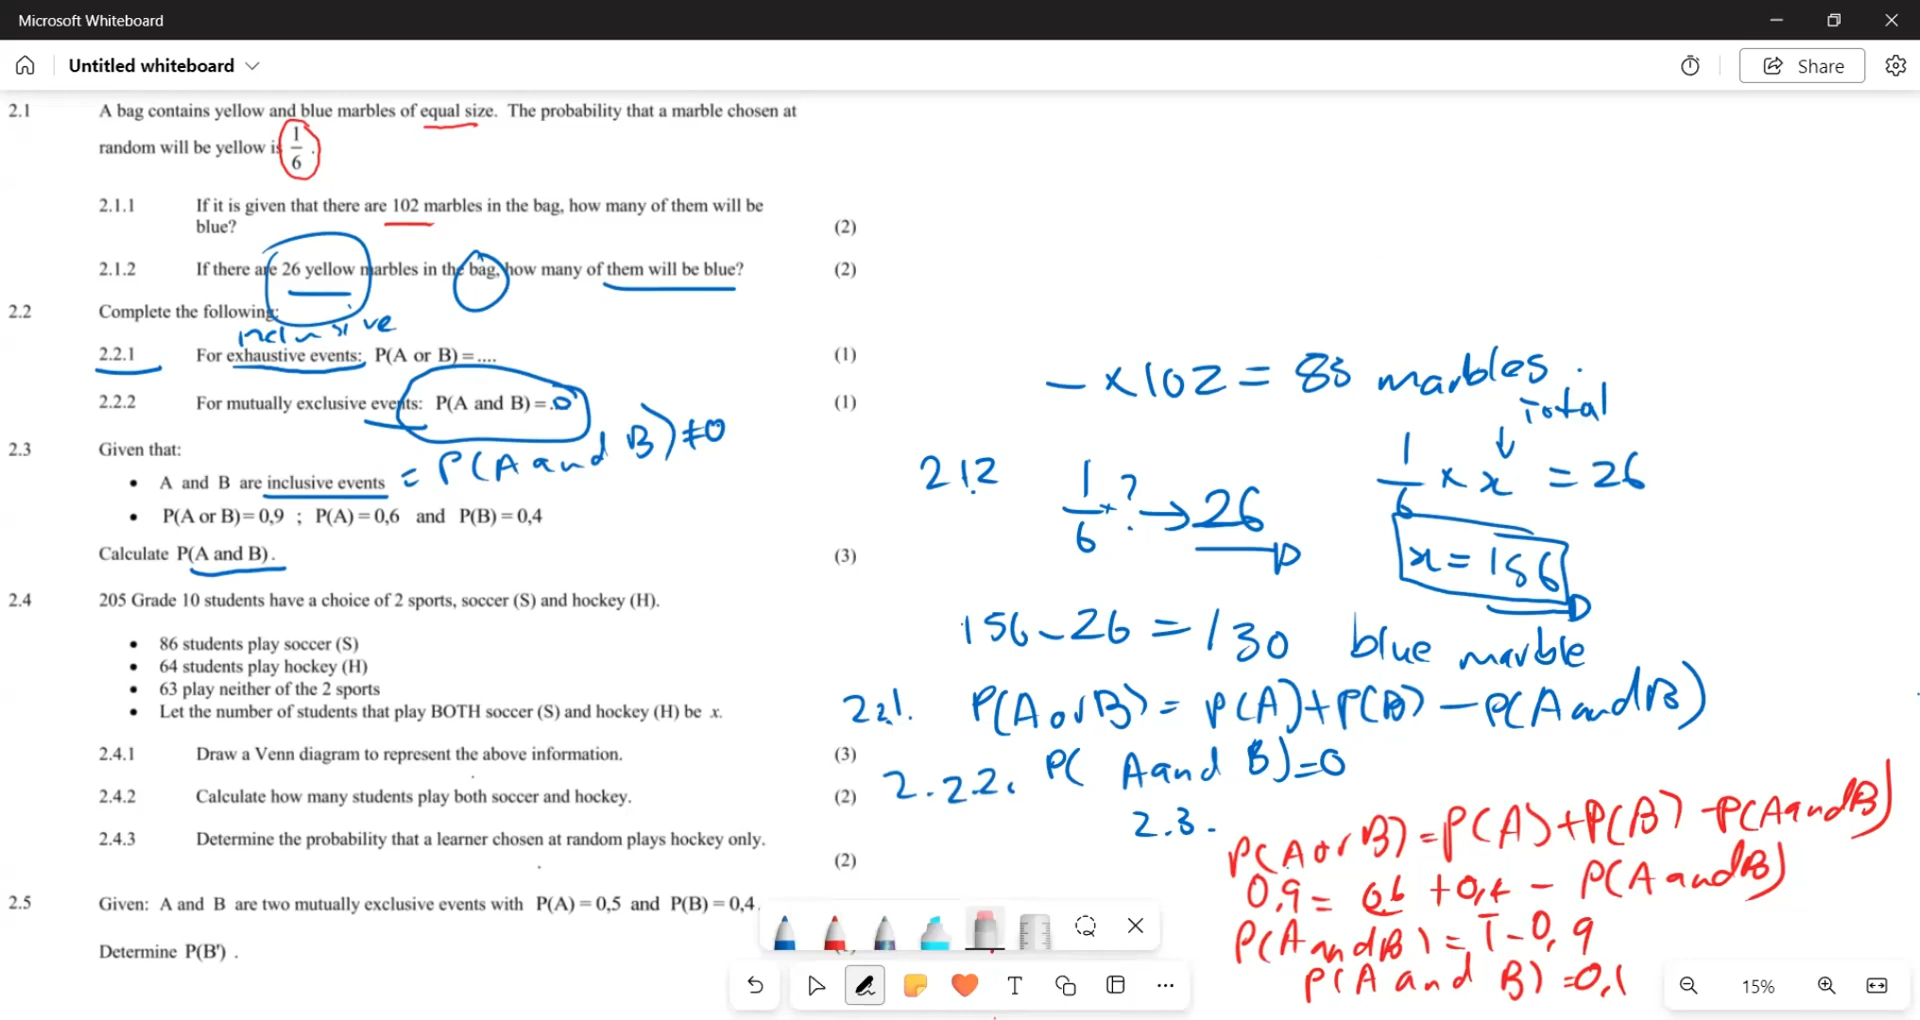 Microsoft Whiteboard
Untitled whiteboard
Share
2.1 A bag contains yellow and blue marbles of equal size. The probability that a marble chosen at
random will be yellow is 1/6 .
2.1.1 If it is given that there are 102 marbles in the bag, how many of them will be
blue? (2)
2.1.2 If there are 26 yellow marbles in the bag, how many of them will be blue? (2)
2.2 Complete the following:
inclusive
2.2.1 For exhaustive events: P(A or B) = .... (1)
2.2.2 For mutually exclusive events: P(A and B) = .0 (1)
2.3 Given that:
• A and B are inclusive events = P(A and B) ≠ 0
• P(A or B) = 0,9 ; P(A) = 0,6 and P(B) = 0,4
Calculate P(A and B). (3)
2.4 205 Grade 10 students have a choice of 2 sports, soccer (S) and hockey (H).
• 86 students play soccer (S)
• 64 students play hockey (H)
• 63 play neither of the 2 sports
• Let the number of students that play BOTH soccer (S) and hockey (H) be x.
2.4.1 Draw a Venn diagram to represent the above information. (3)
2.4.2 Calculate how many students play both soccer and hockey. (2)
2.4.3 Determine the probability that a learner chosen at random plays hockey only.
(2)
2.5 Given: A and B are two mutually exclusive events with P(A) = 0,5 and P(B) = 0,4.
Determine P(B') .
– × 102 = 85 marbles.
Total
2.1.2 1/6 × ? → 26
1/6 × x = 26
x = 156
156 - 26 = 130 blue marble
2.2.1. P(A or B) = P(A) + P(B) - P(A and B)
2.2.2. P( A and B) = 0
2.3.
P(A or B) = P(A) + P(B) - P(A and B)
0,9 = 0,6 + 0,4 - P(A and B)
P(A and B) = 1 - 0,9
P(A and B) = 0,1
15%